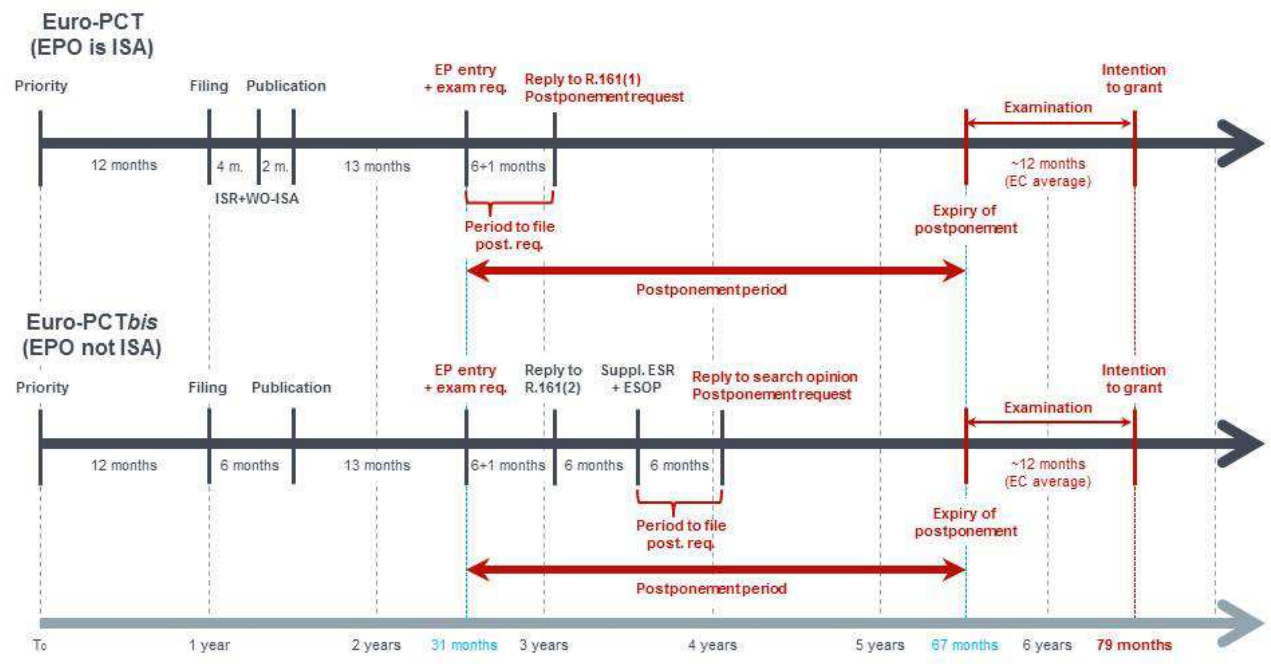 Euro-PCT
(EPO is ISA)
Priority
Filing
Publication
EP entry
+ exam req.
Reply to R.161(1)
Postponement request
Intention
to grant
Examination
12 months
4 m.
2 m.
13 months
6+1 months
~12 months
(EC average)
ISR+WO-ISA
Period to file
post. req.
Expiry of
postponement
Postponement period
Euro-PCTbis
(EPO not ISA)
Priority
Filing
Publication
EP entry
+ exam req.
Reply to
R.161(2)
Suppl. ESR
+ ESOP
Reply to search opinion
Postponement request
Intention
to grant
Examination
12 months
6 months
13 months
6+1 months
6 months
6 months
~12 months
(EC average)
Period to file
post. req.
Expiry of
postponement
Postponement period
T0
1 year
2 years
31 months
3 years
4 years
5 years
67 months
6 years
79 months